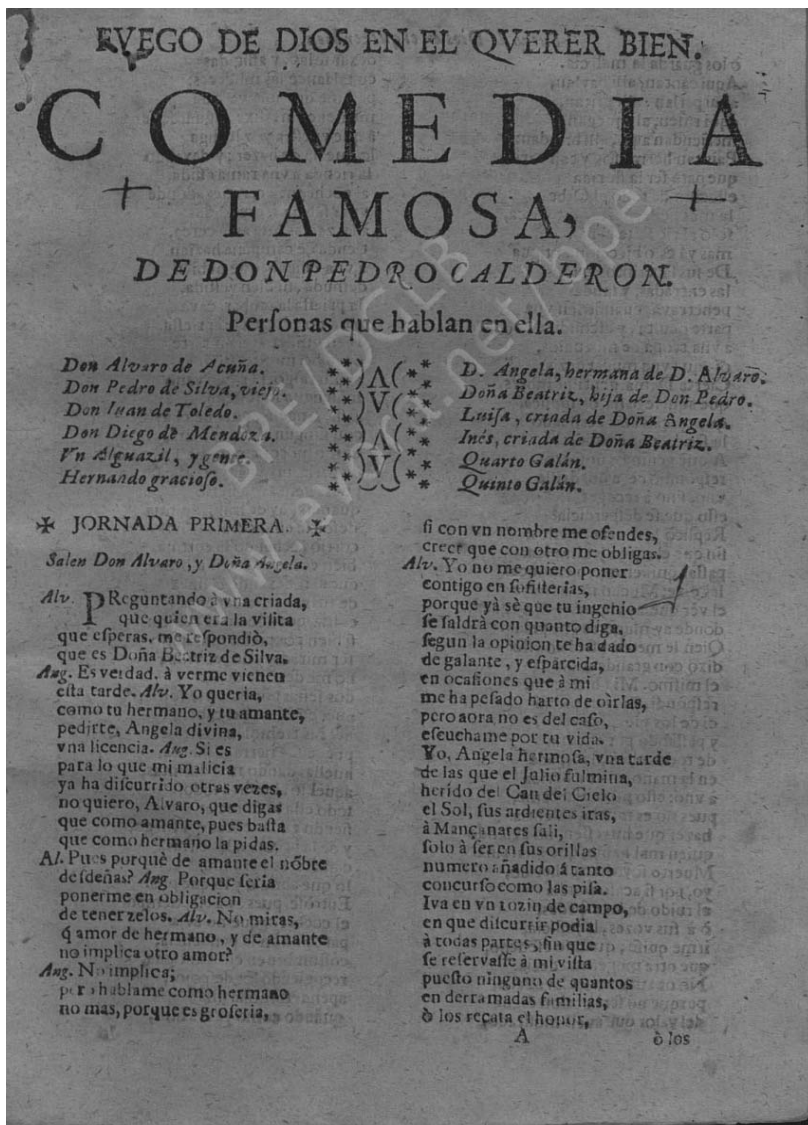 FVEGO DE DIOS EN EL QVERER BIEN.
COMEDIA
FAMOSA,
DE DON PEDRO CALDERON.
Perſonas que hablan en ella.
Don Alvaro de Acuña.
Don Pedro de Silva, viejo.
Don Iuan de Toledo.
Don Diego de Mendoza.
Vn Alguazil, y gente.
Hernando gracioſo.
D. Angela, hermana de D. Alvaro.
Doña Beatriz, hija de Don Pedro.
Luiſa, criada de Doña Angela.
Inés, criada de Doña Beatriz.
Quarto Galán.
Quinto Galán.
JORNADA PRIMERA.
Salen Don Alvaro, y Doña Angela.
Alv. PReguntando à vna criada,
que quien era la viſita
que eſperas, me reſpondiò,
que es Doña Beatriz de Silva.
Ang. Es verdad, à verme vienen
eſta tarde. Alv. Yo queria,
como tu hermano, y tu amante,
pedirte, Angela divina,
vna licencia. Ang. Si es
para lo que mi malicia
ya ha diſcurrido otras vezes,
no quiero, Alvaro, que digas
que como amante, pues baſta
que como hermano la pidas.
Al. Pues porquè de amante el nõbre
deſdeñas? Ang. Porque ſeria
ponerme en obligacion
de tener zelos. Alv. No miras,
q̃ amor de hermano, y de amante
no implica otro amor?
Ang. No implica;
pero hablame como hermano
no mas, porque es groſeria,
ſi con vn nombre me ofendes,
creer que con otro me obligas.
Alv. Yo no me quiero poner
contigo en ſofiſterias,
porque yà sè que tu ingenio
ſe ſaldrà con quanto diga,
ſegun la opinion te ha dado
de galante, y eſparcida,
en ocaſiones que à mi
me ha peſado harto de oìrlas,
pero aora no es del caſo,
eſcuchame por tu vida.
Yo, Angela hermoſa, vna tarde
de las que el Julio fulmina,
herido del Can del Cielo
el Sol, ſus ardientes iras,
à Mançanares ſali,
ſolo à ſer en ſus orillas
numero añadido á tanto
concurſo como las piſa.
Iva en vn rozin de campo,
en que diſcurrir podia
à todas partes, ſin que
ſe reſervaſſe à mi viſta
pueſto ninguno de quantos
en derramadas familias,
ò los recata el honor,
A
ò los
BPE/DGLB
www.event.net/bpe